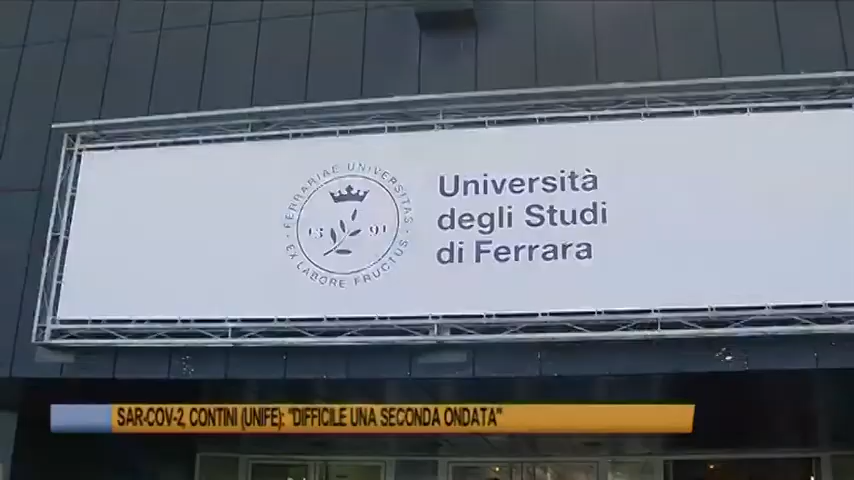 FERRARIAE UNIVERSITAS
15 91
EX LABORE FRUCTUS
Università
degli Studi
di Ferrara
SAR-COV-2, CONTINI (UNIFE): "DIFFICILE UNA SECONDA ONDATA"